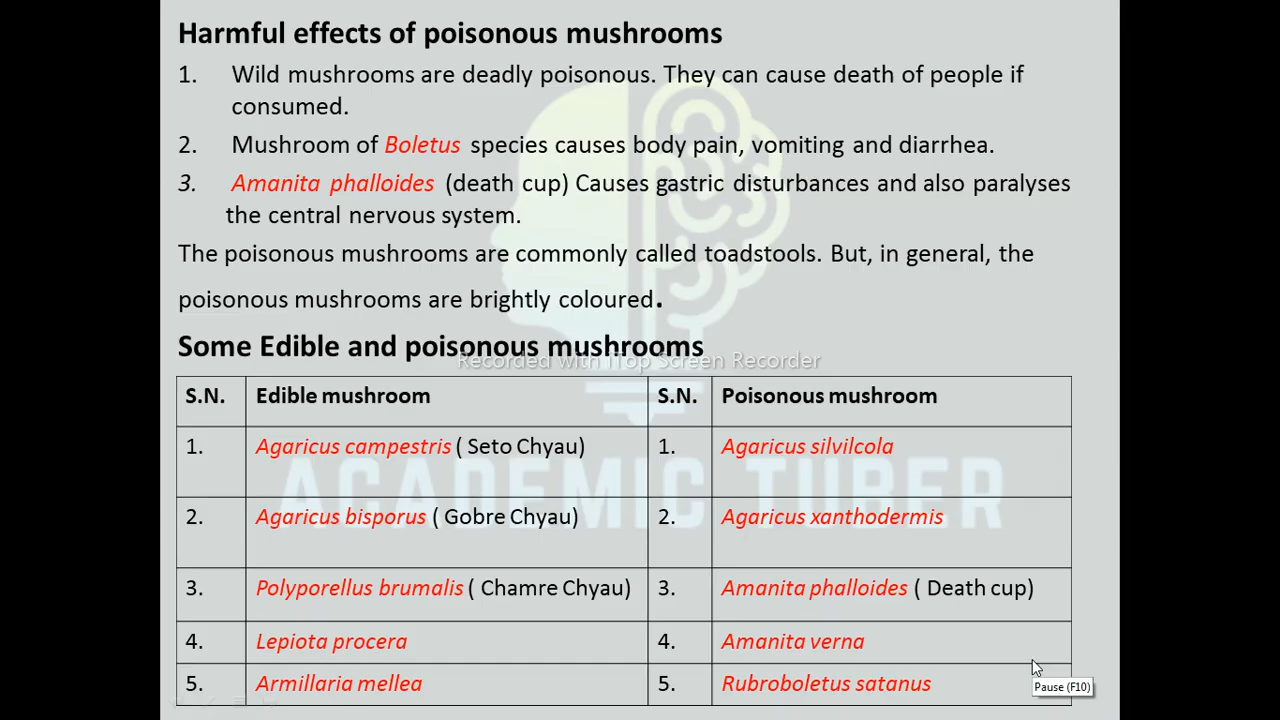 Harmful effects of poisonous mushrooms
1. Wild mushrooms are deadly poisonous. They can cause death of people if
consumed.
2. Mushroom of Boletus species causes body pain, vomiting and diarrhea.
3. Amanita phalloides (death cup) Causes gastric disturbances and also paralyses
the central nervous system.
The poisonous mushrooms are commonly called toadstools. But, in general, the
poisonous mushrooms are brightly coloured.
Some Edible and poisonous mushrooms
Recorded with iTop Screen Recorder
S.N. Edible mushroom S.N. Poisonous mushroom
1. Agaricus campestris ( Seto Chyau) 1. Agaricus silvilcola
ACADEMIC TUBER
2. Agaricus bisporus ( Gobre Chyau) 2. Agaricus xanthodermis
3. Polyporellus brumalis ( Chamre Chyau) 3. Amanita phalloides ( Death cup)
4. Lepiota procera 4. Amanita verna
5. Armillaria mellea 5. Rubroboletus satanus
Pause (F10)